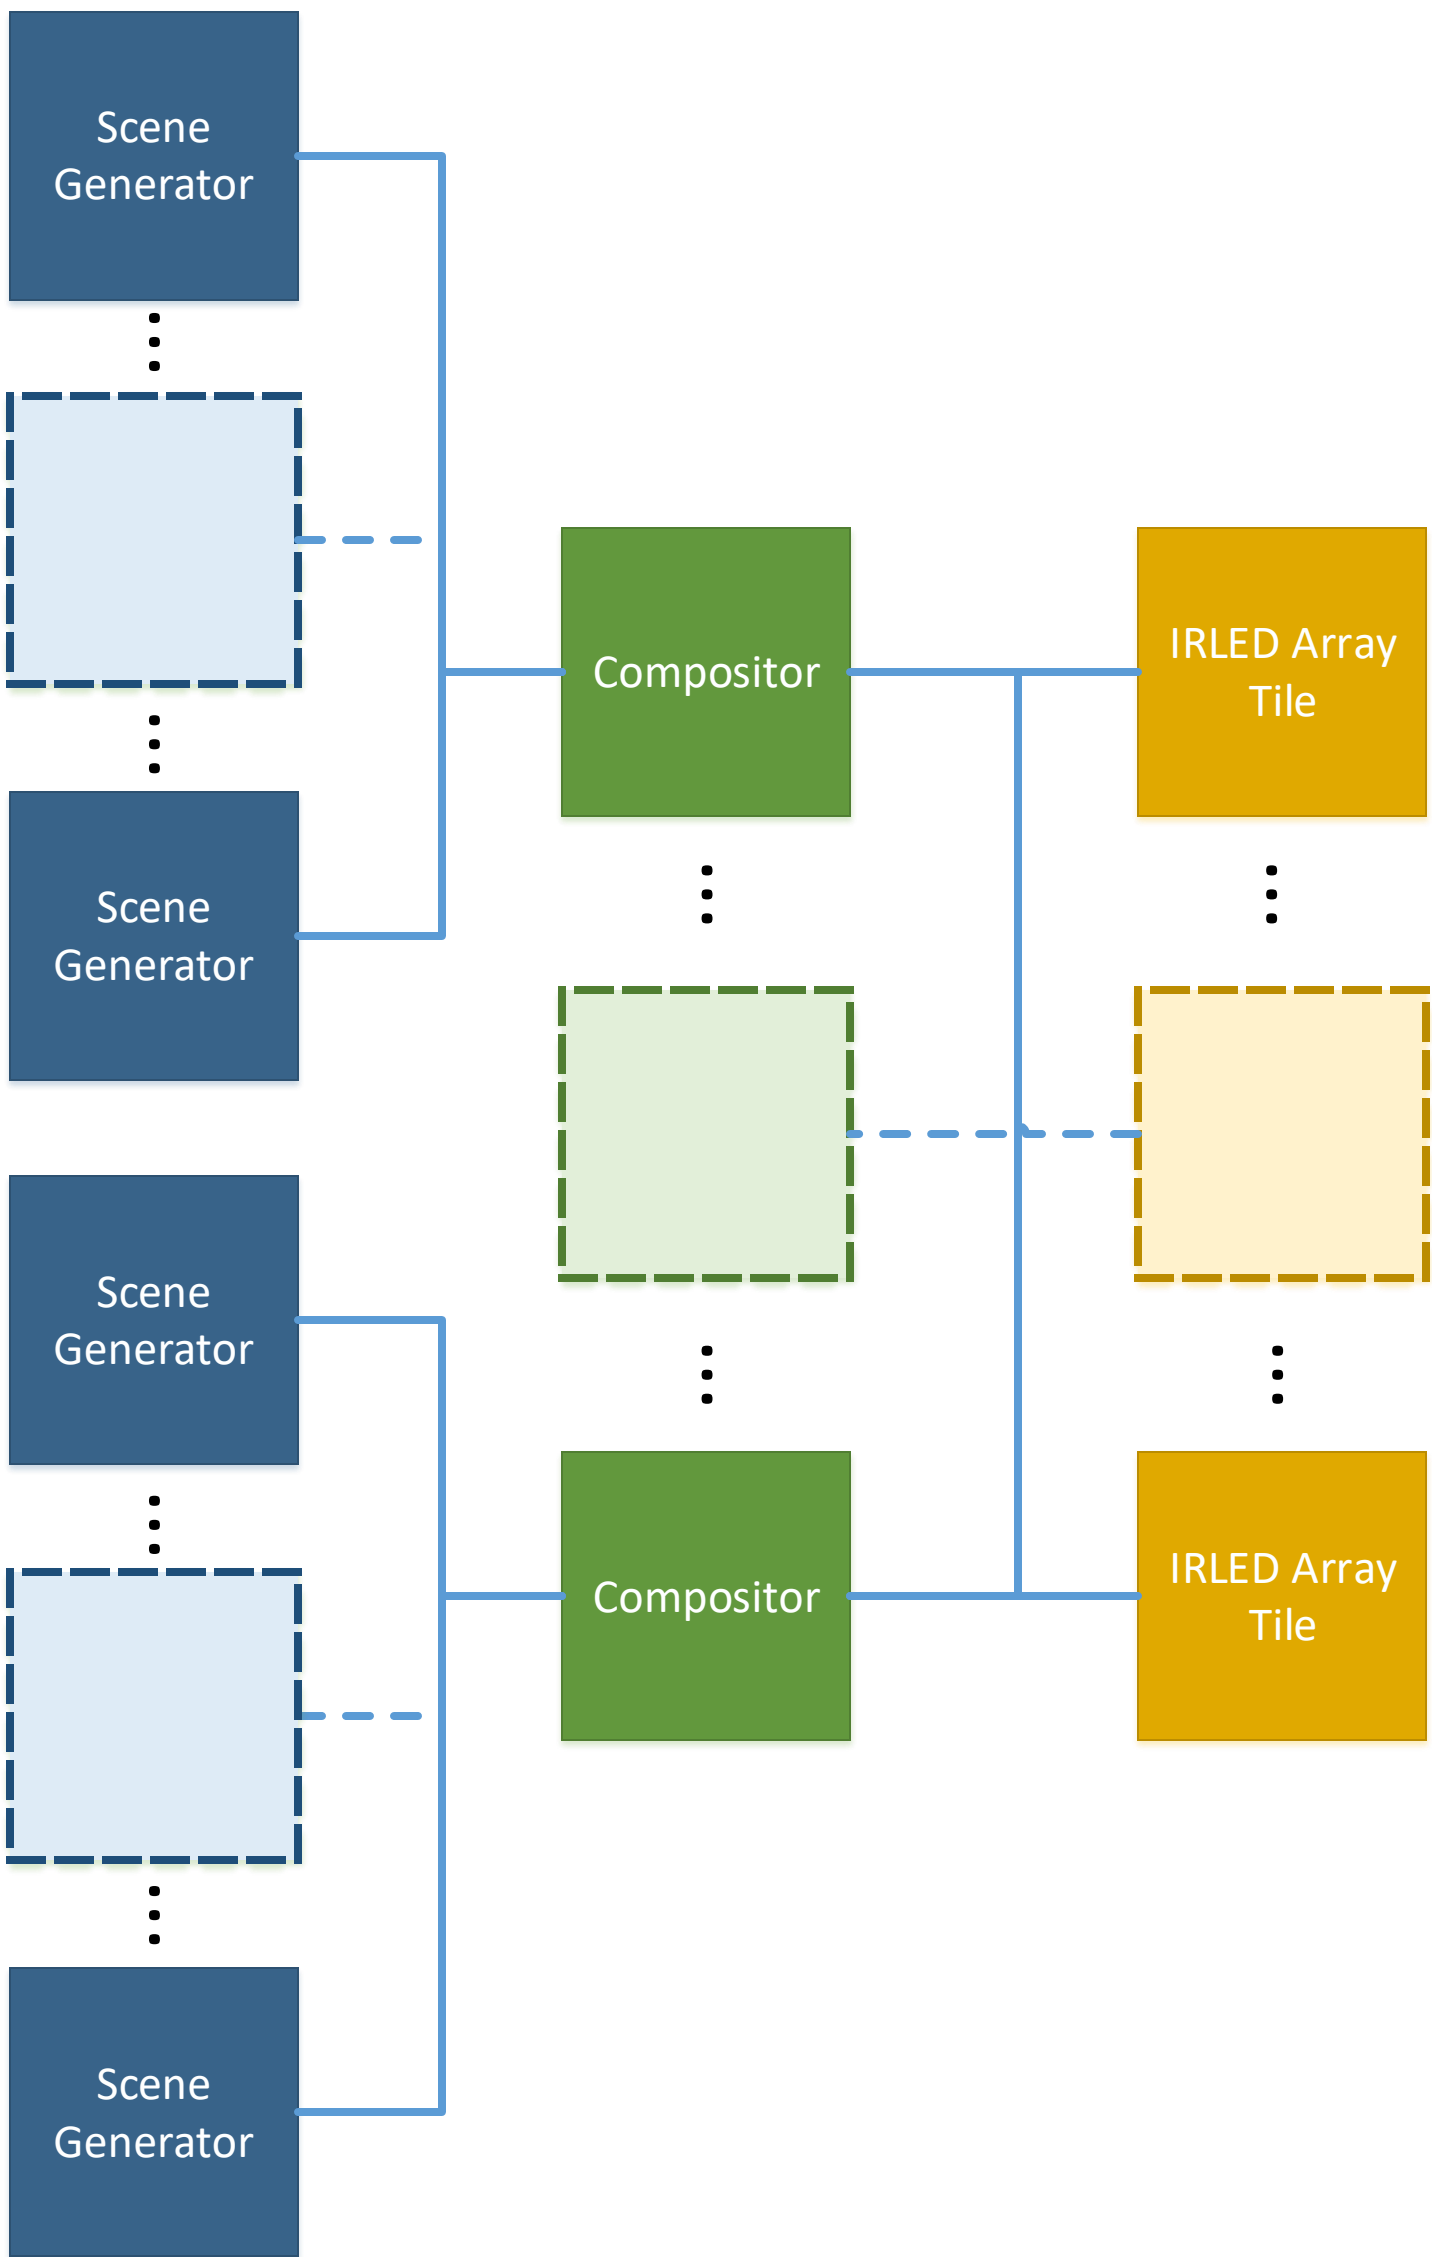 Scene
Generator
Scene
Generator
Scene
Generator
Scene
Generator
Compositor
Compositor
IRLED Array
Tile
IRLED Array
Tile